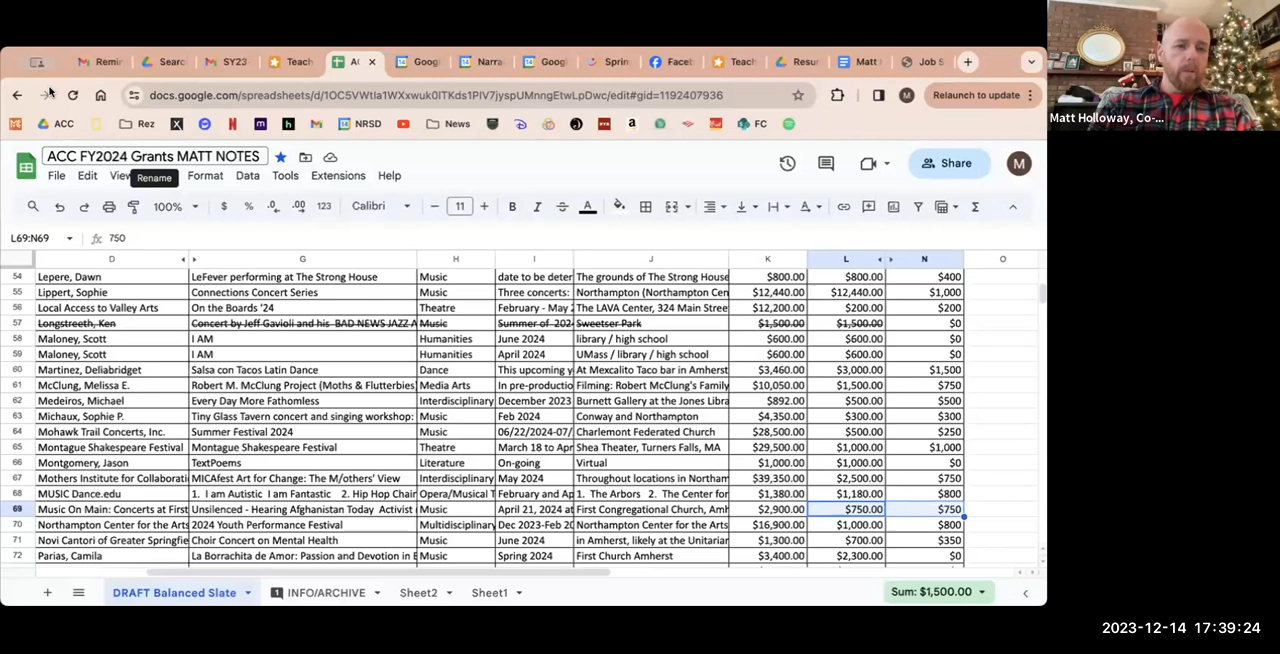 Remin
Searc
SY23-
Teach
AC
Googl
Narra
Googl
Sprin
Faceb
Teach
Resur
Matt
Job S
docs.google.com/spreadsheets/d/1OC5VWtla1WXxwuk0lTKds1PlV7jyspUMnngEtwLpDwc/edit#gid=1192407936
M
Relaunch to update
ACC
Rez
NRSD
News
FC
ACC FY2024 Grants MATT NOTES
File Edit View Rename Format Data Tools Extensions Help
Share
M
100% $ % .0 .00 123 Calibri 11 B I A
L69:N69 fx 750
D G H I J K L N O
54 Lepere, Dawn LeFever performing at The Strong House Music date to be deter The grounds of The Strong House $800.00 $800.00 $400
55 Lippert, Sophie Connections Concert Series Music Three concerts: Northampton (Northampton Cen $12,440.00 $12,440.00 $1,000
56 Local Access to Valley Arts On the Boards '24 Theatre February - May The LAVA Center, 324 Main Stree $12,200.00 $200.00 $200
57 Longstreeth, Ken Concert by Jeff Gavioli and his BAD NEWS JAZZ A Music Summer of 202 Sweetser Park $1,500.00 $1,500.00 $0
58 Maloney, Scott I AM Humanities June 2024 library / high school $600.00 $600.00 $0
59 Maloney, Scott I AM Humanities April 2024 UMass / library / high school $600.00 $600.00 $0
60 Martinez, Deliabridget Salsa con Tacos Latin Dance Dance This upcoming y At Mexcalito Taco bar in Amherst $3,460.00 $3,000.00 $1,500
61 McClung, Melissa E. Robert M. McClung Project (Moths & Flutterbies) Media Arts In pre-productio Filming: Robert McClung's Family $10,050.00 $1,500.00 $750
62 Medeiros, Michael Every Day More Fathomless Interdisciplinary December 2023 Burnett Gallery at the Jones Libra $892.00 $500.00 $500
63 Michaux, Sophie P. Tiny Glass Tavern concert and singing workshop: Music Feb 2024 Conway and Northampton $4,350.00 $300.00 $300
64 Mohawk Trail Concerts, Inc. Summer Festival 2024 Music 06/22/2024-07/ Charlemont Federated Church $28,500.00 $500.00 $250
65 Montague Shakespeare Festival Montague Shakespeare Festival Theatre March 18 to Apr Shea Theater, Turners Falls, MA $29,500.00 $1,000.00 $1,000
66 Montgomery, Jason TextPoems Literature On-going Virtual $1,000.00 $1,000.00 $0
67 Mothers Institute for Collaborati MICAfest Art for Change: The M/others' View Interdisciplinary May 2024 Throughout locations in Northam $39,350.00 $2,500.00 $750
68 MUSIC Dance.edu 1. I am Autistic I am Fantastic 2. Hip Hop Chair Opera/Musical T February and Ap 1. The Arbors 2. The Center for $1,380.00 $1,180.00 $800
69 Music On Main: Concerts at First Unsilenced - Hearing Afghanistan Today Activist Music April 21, 2024 at First Congregational Church, Amh $2,900.00 $750.00 $750
70 Northampton Center for the Arts 2024 Youth Performance Festival Multidisciplinary Dec 2023-Feb 20 Northampton Center for the Arts $16,900.00 $1,000.00 $800
71 Novi Cantori of Greater Springfie Choir Concert on Mental Health Music June 2024 in Amherst, likely at the Unitarian $1,300.00 $700.00 $350
72 Parias, Camila La Borrachita de Amor: Passion and Devotion in E Music Spring 2024 First Church Amherst $3,400.00 $2,300.00 $0
DRAFT Balanced Slate 1 INFO/ARCHIVE Sheet2 Sheet1 Sum: $1,500.00
Matt Holloway, Co-...
2023-12-14 17:39:24